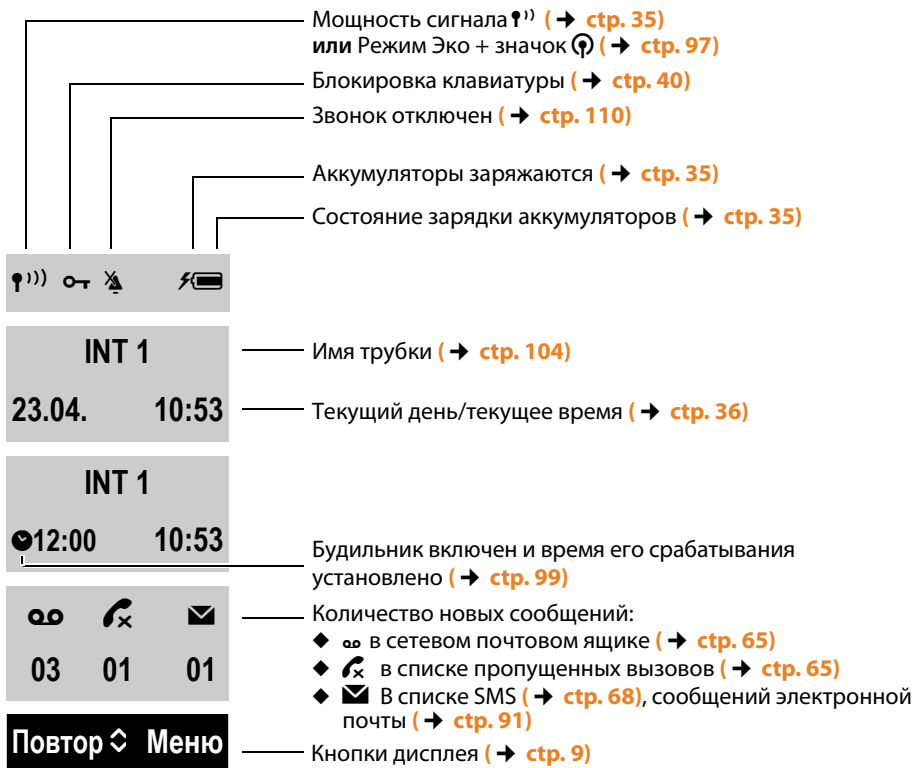 Мощность сигнала ( ➔ стр. 35)
или Режим Эко + значок ( ➔ стр. 97)
Блокировка клавиатуры ( ➔ стр. 40)
Звонок отключен ( ➔ стр. 110)
Аккумуляторы заряжаются ( ➔ стр. 35)
Состояние зарядки аккумуляторов ( ➔ стр. 35)
INT 1
Имя трубки ( ➔ стр. 104)
23.04. 10:53
Текущий день/текущее время ( ➔ стр. 36)
INT 1
12:00 10:53
Будильник включен и время его срабатывания
установлено ( ➔ стр. 99)
Количество новых сообщений:
◆ в сетевом почтовом ящике ( ➔ стр. 65)
◆ в списке пропущенных вызовов ( ➔ стр. 65)
◆ В списке SMS ( ➔ стр. 68), сообщений электронной
почты ( ➔ стр. 91)
03 01 01
Повтор Меню
Кнопки дисплея ( ➔ стр. 9)